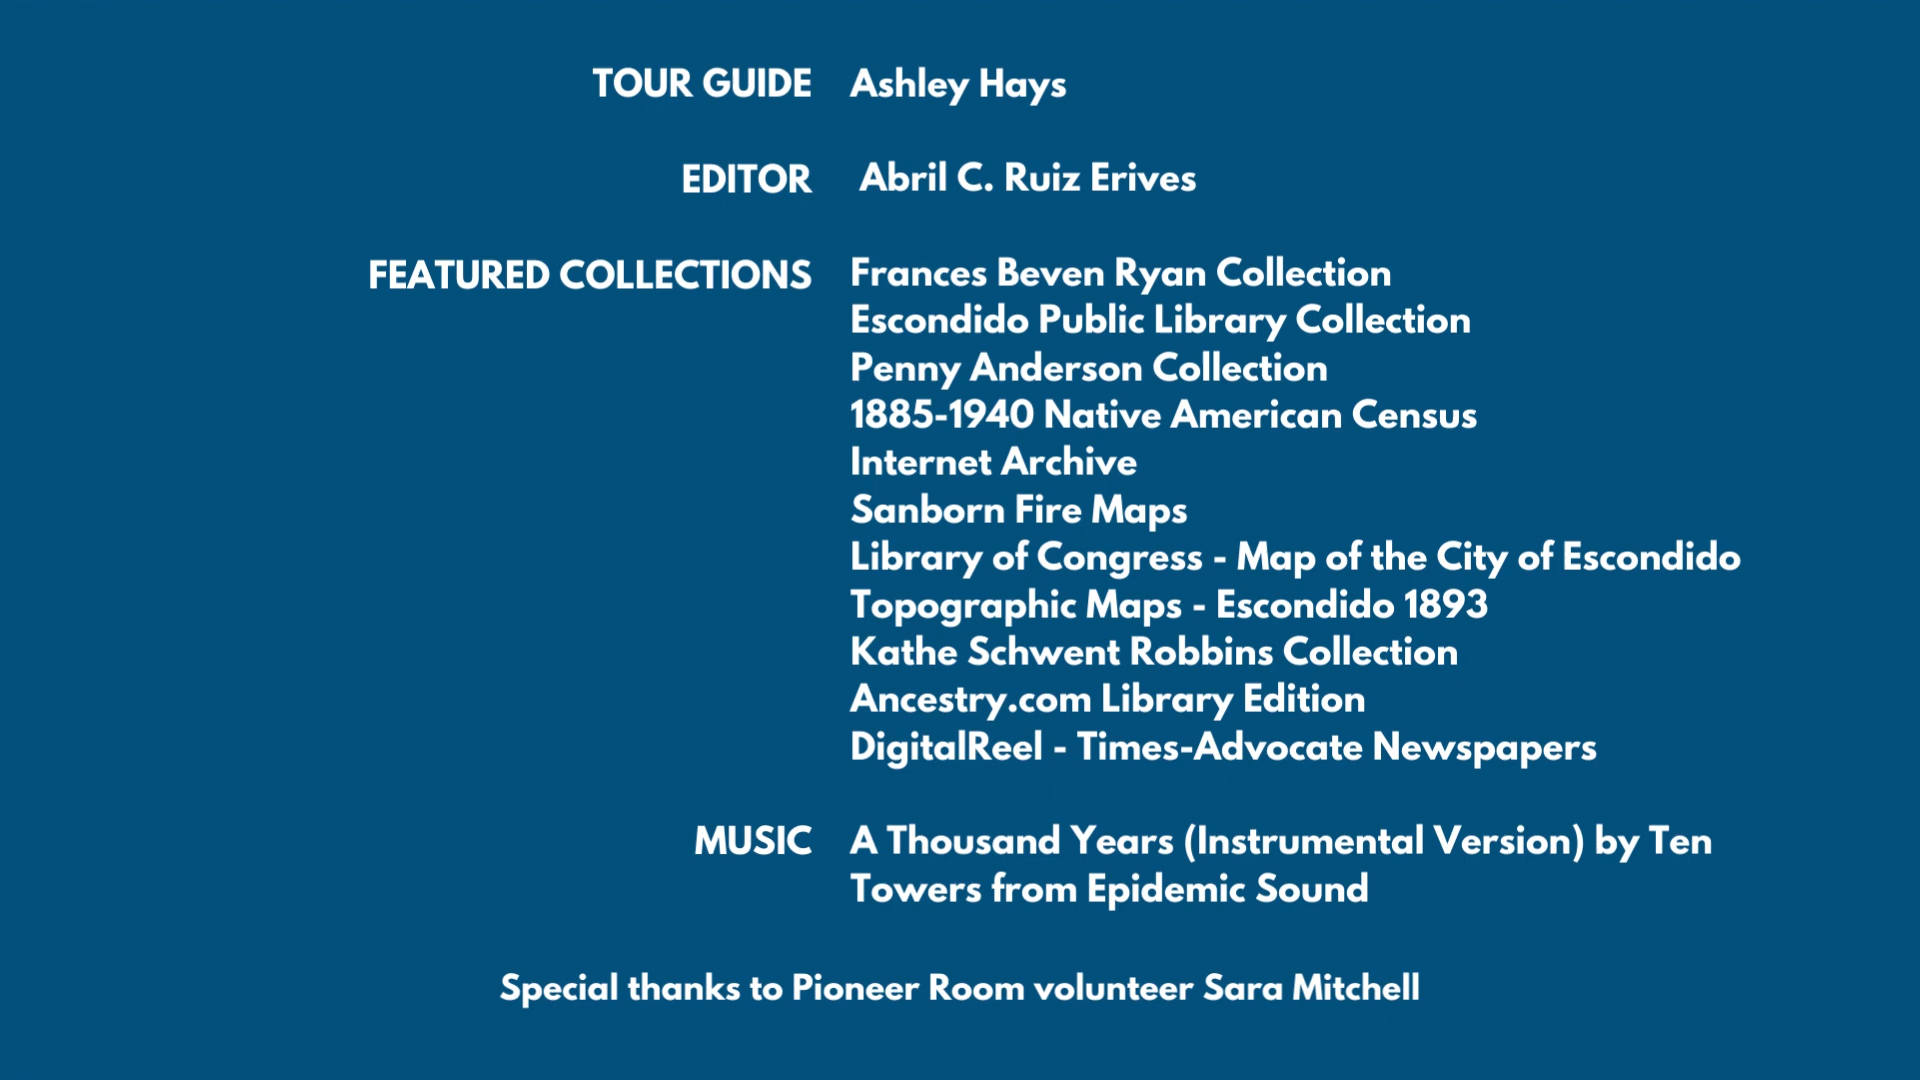 TOUR GUIDE Ashley Hays
EDITOR Abril C. Ruiz Erives
FEATURED COLLECTIONS Frances Beven Ryan Collection
Escondido Public Library Collection
Penny Anderson Collection
1885-1940 Native American Census
Internet Archive
Sanborn Fire Maps
Library of Congress - Map of the City of Escondido
Topographic Maps - Escondido 1893
Kathe Schwent Robbins Collection
Ancestry.com Library Edition
DigitalReel - Times-Advocate Newspapers
MUSIC A Thousand Years (Instrumental Version) by Ten
Towers from Epidemic Sound
Special thanks to Pioneer Room volunteer Sara Mitchell